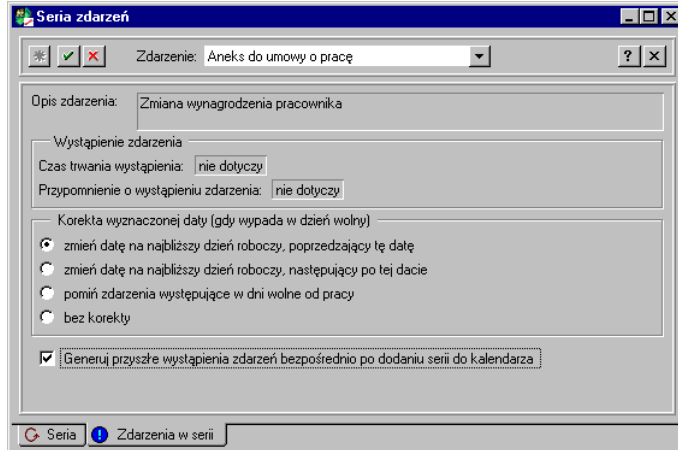 Seria zdarzeń
Zdarzenie: Aneks do umowy o pracę
Opis zdarzenia: Zmiana wynagrodzenia pracownika
Wystąpienie zdarzenia
Czas trwania wystąpienia: nie dotyczy
Przypomnienie o wystąpieniu zdarzenia: nie dotyczy
Korekta wyznaczonej daty (gdy wypada w dzień wolny)
zmień datę na najbliższy dzień roboczy, poprzedzający tę datę
zmień datę na najbliższy dzień roboczy, następujący po tej dacie
pomiń zdarzenia występujące w dni wolne od pracy
bez korekty
Generuj przyszłe wystąpienia zdarzeń bezpośrednio po dodaniu serii do kalendarza
Seria Zdarzenia w serii